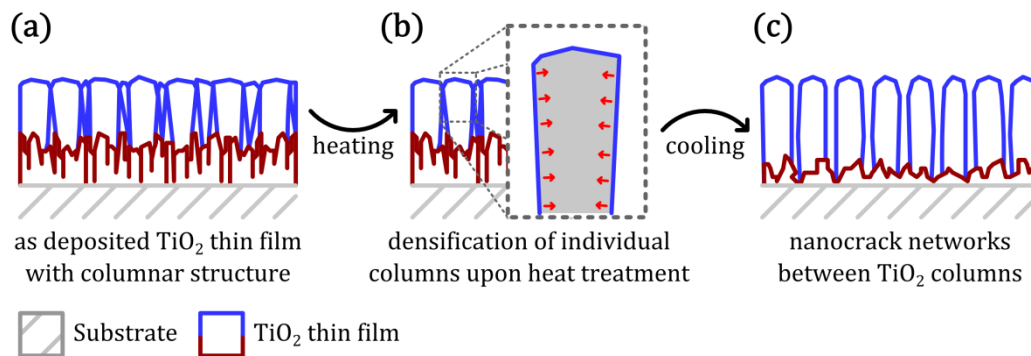 (a)
(b)
(c)
heating
cooling
as deposited TiO₂ thin film
with columnar structure
densification of individual
columns upon heat treatment
nanocrack networks
between TiO₂ columns
Substrate
TiO₂ thin film